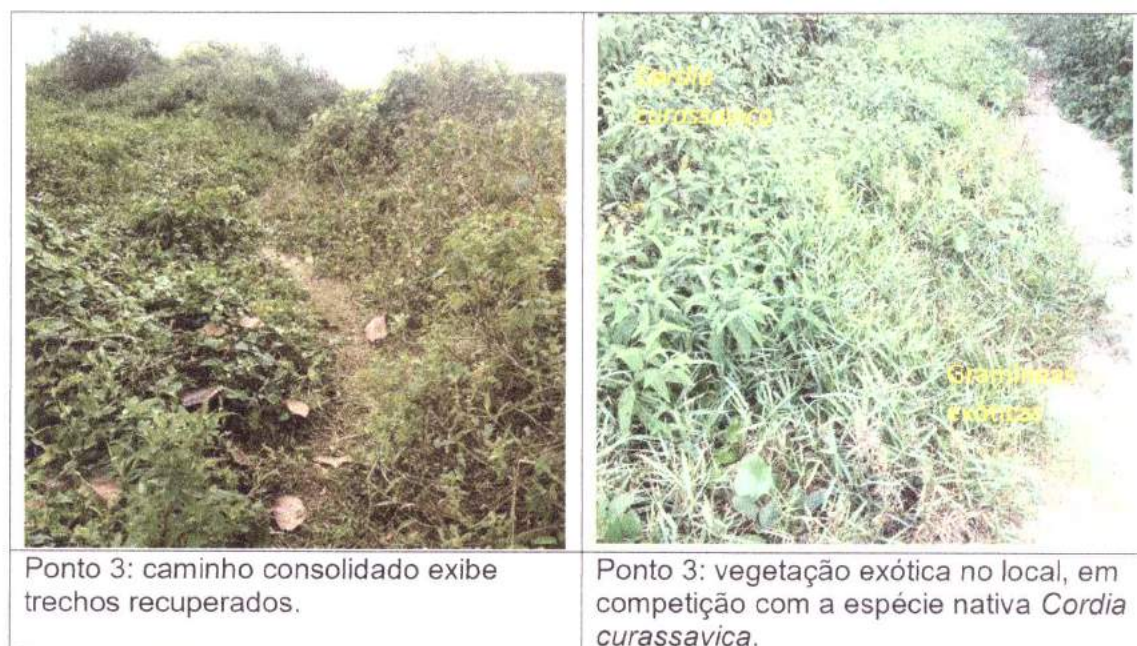 Cordia
curassavica
Gramíneas
exóticas
Ponto 3: caminho consolidado exibe
trechos recuperados.
Ponto 3: vegetação exótica no local, em
competição com a espécie nativa Cordia
curassavica.